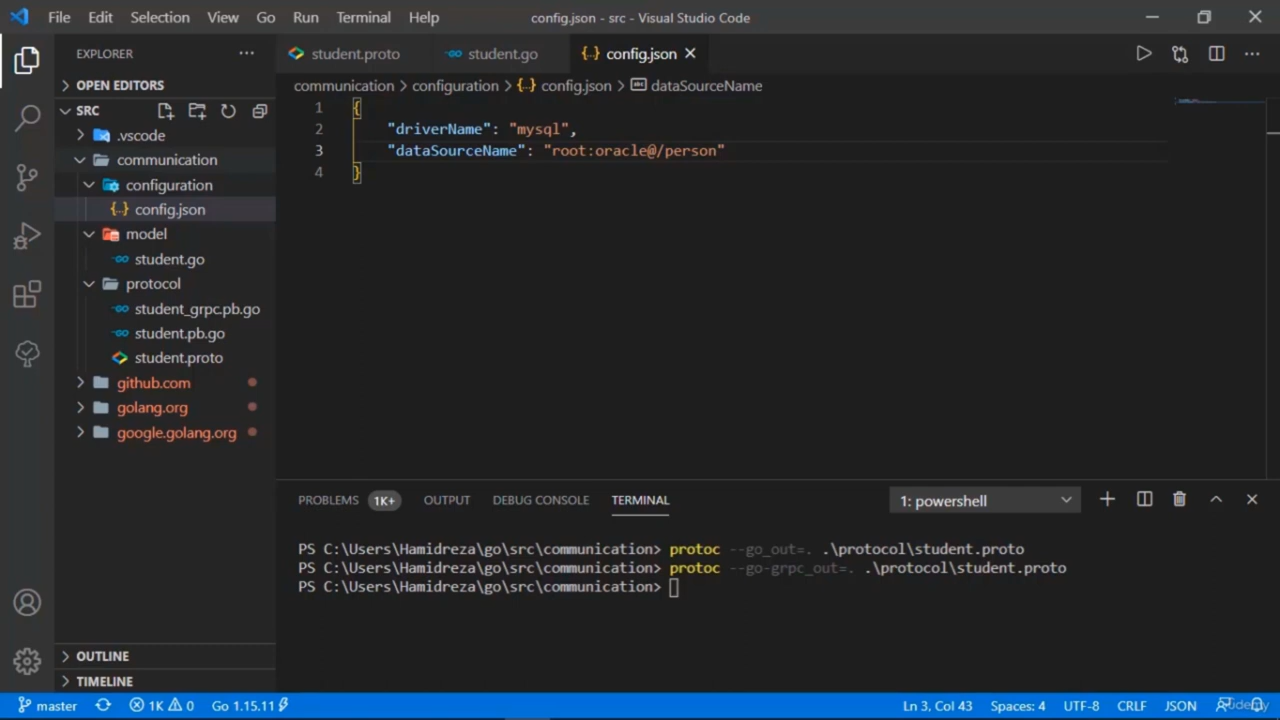 File Edit Selection View Go Run Terminal Help config.json - src - Visual Studio Code
EXPLORER
student.proto student.go config.json
communication > configuration > config.json > dataSourceName
OPEN EDITORS
SRC
.vscode
communication
configuration
config.json
model
student.go
protocol
student_grpc.pb.go
student.pb.go
student.proto
github.com
golang.org
google.golang.org
OUTLINE
TIMELINE
1 {
2 "driverName": "mysql",
3 "dataSourceName": "root:oracle@/person"
4 }
PROBLEMS 1K+ OUTPUT DEBUG CONSOLE TERMINAL 1: powershell
PS C:\Users\Hamidreza\go\src\communication> protoc --go_out=. .\protocol\student.proto
PS C:\Users\Hamidreza\go\src\communication> protoc --go-grpc_out=. .\protocol\student.proto
PS C:\Users\Hamidreza\go\src\communication>
master 1K 0 Go 1.15.11 Ln 3, Col 43 Spaces: 4 UTF-8 CRLF JSON
Udemy